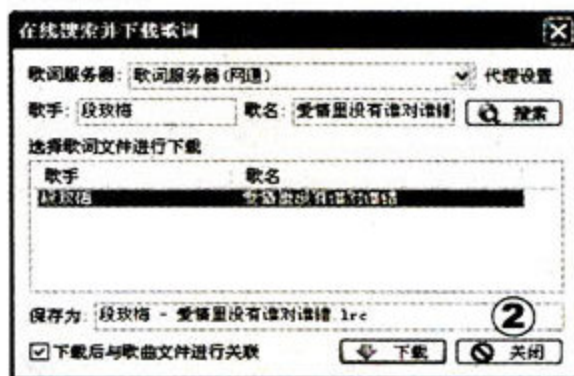 在线搜索并下载歌词
歌词服务器: 歌词服务器(网通) 代理设置
歌手: 段玫梅 歌名: 爱情里没有谁对谁错 搜索
选择歌词文件进行下载
歌手 歌名
段玫梅 爱情里没有谁对谁错
保存为: 段玫梅 - 爱情里没有谁对谁错.lrc
②
下载后与歌曲文件进行关联 下载 关闭